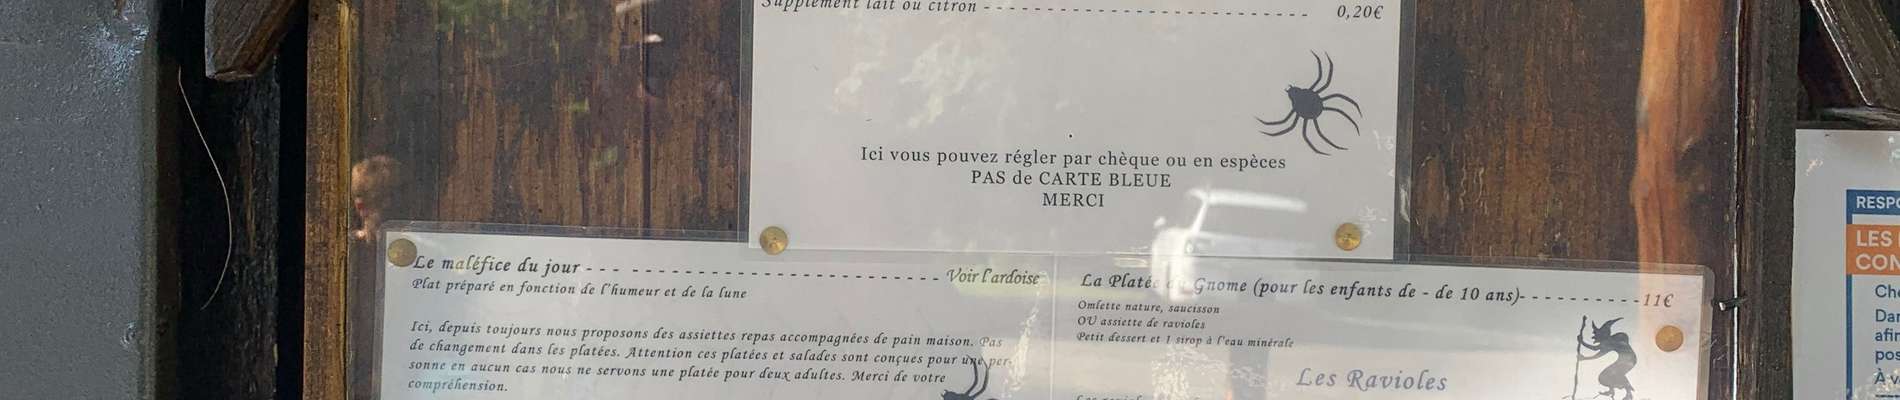 Supplément lait ou citron - - - - - - - - - - - - - - - - - - - - - - - - - - - - - - 0,20€
Ici vous pouvez régler par chèque ou en espèces
PAS de CARTE BLEUE
MERCI
Le maléfice du jour - - - - - - - - - - - - - - - - - - - - - - - - - - - - Voir l'ardoise
Plat préparé en fonction de l'humeur et de la lune
Ici, depuis toujours nous proposons des assiettes repas accompagnées de pain maison. Pas
de changement dans les platées. Attention ces platées et salades sont conçues pour une per-
sonne en aucun cas nous ne servons une platée pour deux adultes. Merci de votre
compréhension.
La Platée Gnome (pour les enfants de - de 10 ans)- - - - - - - - - -11€
Omlette nature, saucisson
OU assiette de ravioles
Petit dessert et 1 sirop à l'eau minérale
Les Ravioles
LES